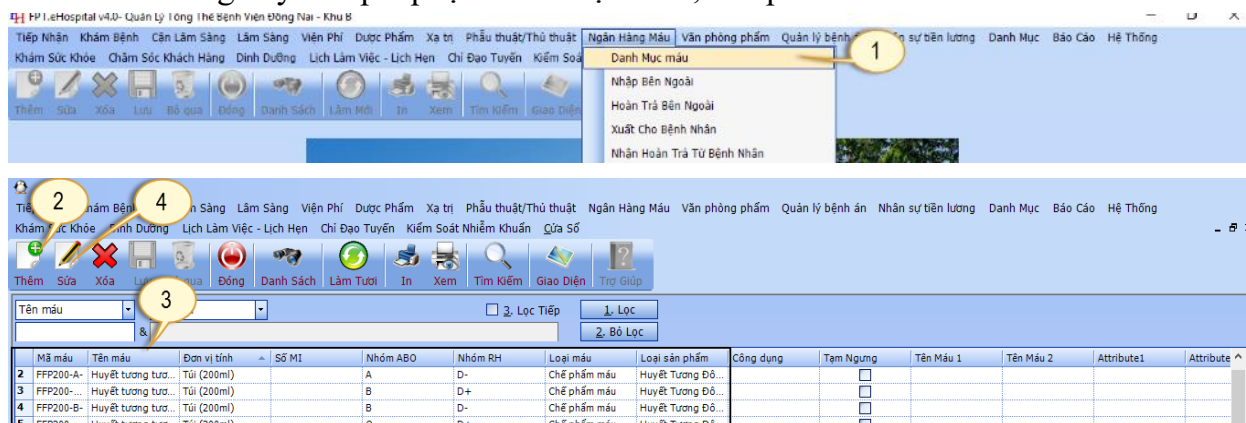 FPT.eHospital v4.0- Quản Lý Tổng Thể Bệnh Viện Đồng Nai - Khu B
Tiếp Nhận Khám Bệnh Cận Lâm Sàng Lâm Sàng Viện Phí Dược Phẩm Xạ trị Phẫu thuật/Thủ thuật Ngân Hàng Máu Văn phòng phẩm Quản lý bệnh sự tiền lương Danh Mục Báo Cáo Hệ Thống
Khám Sức Khỏe Chăm Sóc Khách Hàng Dinh Dưỡng Lịch Làm Việc - Lịch Hẹn Chỉ Đạo Tuyến Kiểm Soá
Danh Mục máu
1
Nhập Bên Ngoài
Hoàn Trả Bên Ngoài
Xuất Cho Bệnh Nhân
Nhận Hoàn Trả Từ Bệnh Nhân
Thêm Sửa Xóa Lưu Bỏ qua Đóng Danh Sách Làm Mới In Xem Tìm Kiếm Giao Diện
2
4
Tiế hám Bệnh Sàng Lâm Sàng Viện Phí Dược Phẩm Xạ trị Phẫu thuật/Thủ thuật Ngân Hàng Máu Văn phòng phẩm Quản lý bệnh án Nhân sự tiền lương Danh Mục Báo Cáo Hệ Thống
Khám Sức Khỏe Dinh Dưỡng Lịch Làm Việc - Lịch Hẹn Chỉ Đạo Tuyến Kiểm Soát Nhiễm Khuẩn Cửa Sổ
Thêm Sửa Xóa Lưu qua Đóng Danh Sách Làm Tươi In Xem Tìm Kiếm Giao Diện Trợ Giúp
3
Tên máu 3. Lọc Tiếp 1. Lọc
& 2. Bỏ Lọc
Mã máu Tên máu Đơn vị tính Số MI Nhóm ABO Nhóm RH Loại máu Loại sản phẩm Công dụng Tạm Ngưng Tên Máu 1 Tên Máu 2 Attribute1 Attribute
2 FFP200-A- Huyết tương tươ... Túi (200ml) A D- Chế phẩm máu Huyết Tương Đô...
3 FFP200-... Huyết tương tươ... Túi (200ml) B D+ Chế phẩm máu Huyết Tương Đô...
4 FFP200-B- Huyết tương tươ... Túi (200ml) B D- Chế phẩm máu Huyết Tương Đô...